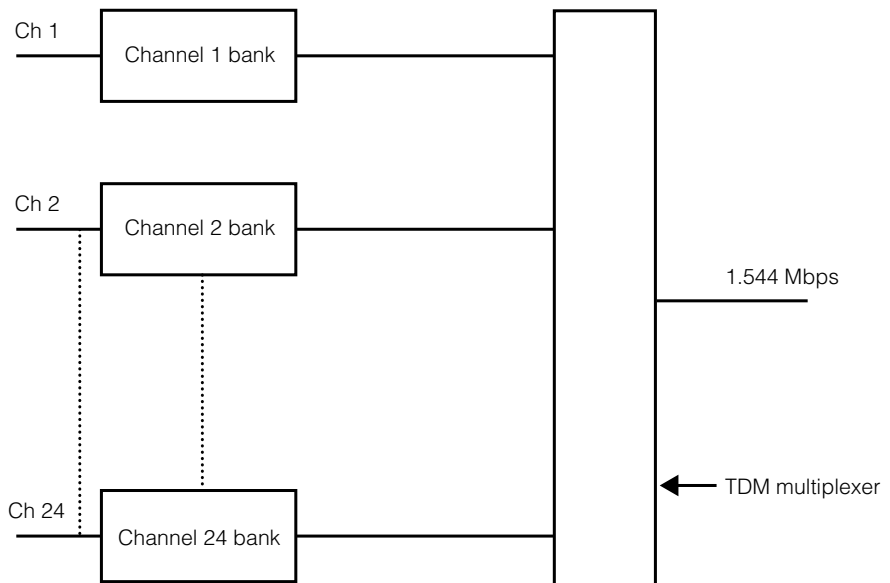 Ch 1
Channel 1 bank
Ch 2
Channel 2 bank
1.544 Mbps
TDM multiplexer
Ch 24
Channel 24 bank